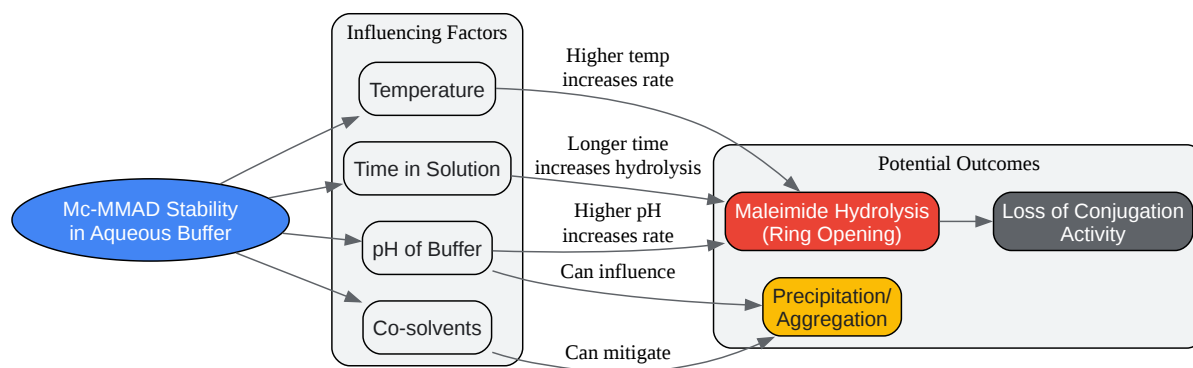 Influencing Factors
Temperature
Higher temp
increases rate
Time in Solution
Longer time
increases hydrolysis
Potential Outcomes
Mc-MMAD Stability
in Aqueous Buffer
pH of Buffer
Higher pH
increases rate
Maleimide Hydrolysis
(Ring Opening)
Loss of Conjugation
Activity
Can influence
Precipitation/
Aggregation
Co-solvents
Can mitigate